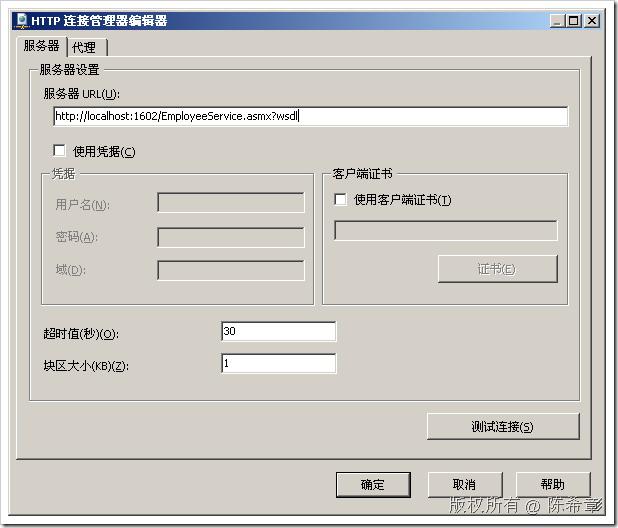 HTTP 连接管理器编辑器
服务器 代理
服务器设置
服务器 URL(U):
http://localhost:1602/EmployeeService.asmx?wsdl
使用凭据(C)
凭据
用户名(N):
密码(A):
域(D):
客户端证书
使用客户端证书(T)
证书(E)
超时值(秒)(O):
30
块区大小(KB)(Z):
1
测试连接(S)
确定 取消 帮助
版权所有 @ 陈希章